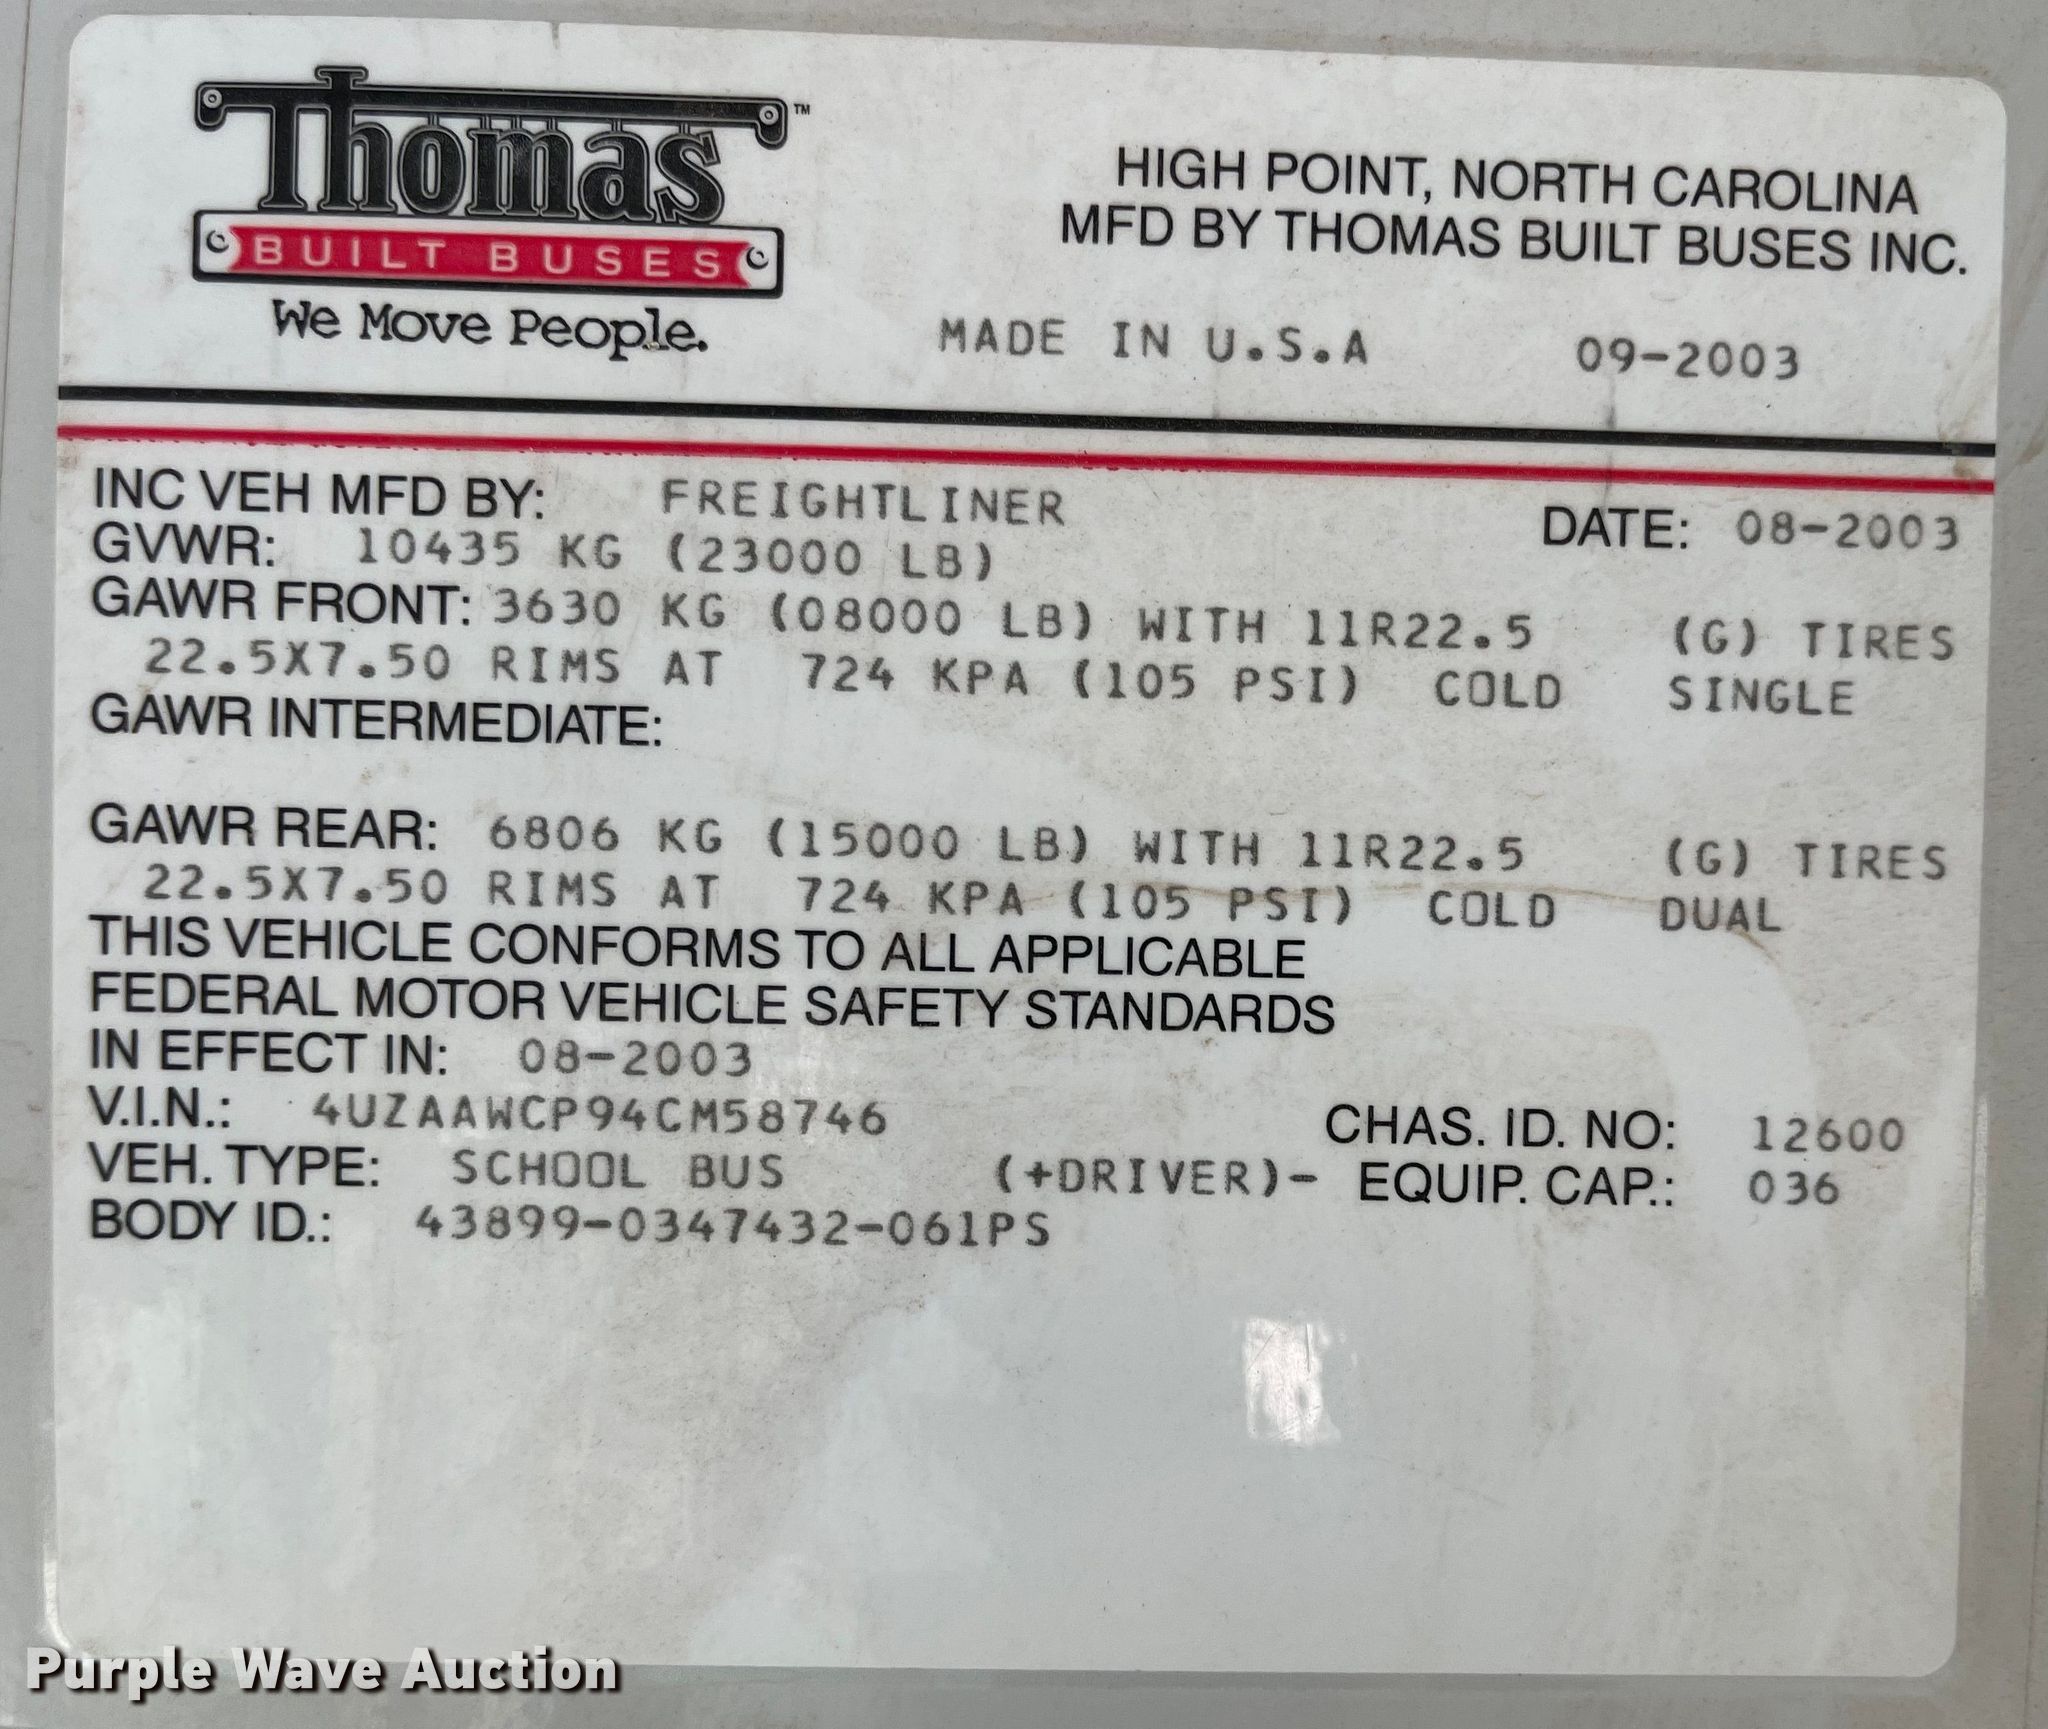 Thomas™
BUILT BUSES
We Move People.
HIGH POINT, NORTH CAROLINA
MFD BY THOMAS BUILT BUSES INC.
MADE IN U.S.A 09-2003
INC VEH MFD BY: FREIGHTLINER DATE: 08-2003
GVWR: 10435 KG (23000 LB)
GAWR FRONT: 3630 KG (08000 LB) WITH 11R22.5 (G) TIRES
22.5X7.50 RIMS AT 724 KPA (105 PSI) COLD SINGLE
GAWR INTERMEDIATE:
GAWR REAR: 6806 KG (15000 LB) WITH 11R22.5 (G) TIRES
22.5X7.50 RIMS AT 724 KPA (105 PSI) COLD DUAL
THIS VEHICLE CONFORMS TO ALL APPLICABLE
FEDERAL MOTOR VEHICLE SAFETY STANDARDS
IN EFFECT IN: 08-2003
V.I.N.: 4UZAAWCP94CM58746 CHAS. ID. NO: 12600
VEH. TYPE: SCHOOL BUS (+DRIVER)- EQUIP. CAP.: 036
BODY ID.: 43899-0347432-061PS
Purple Wave Auction